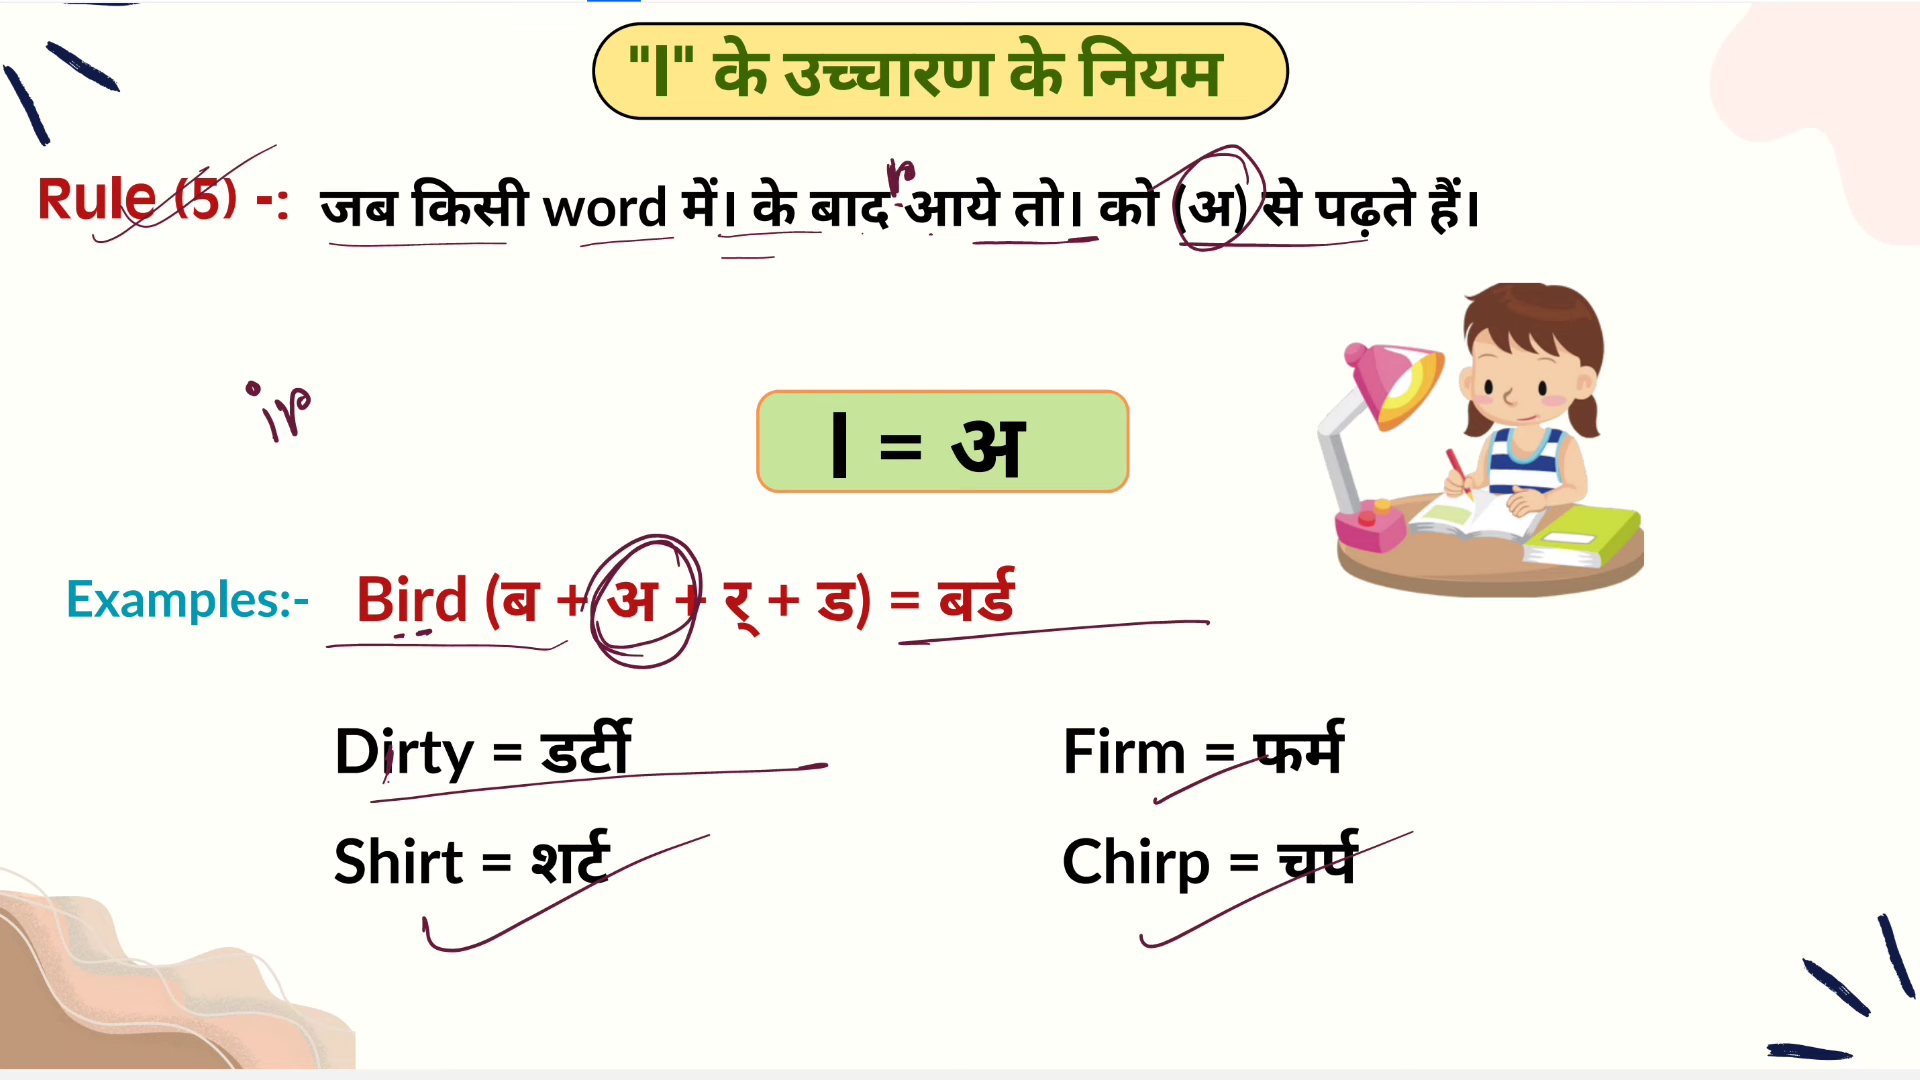 "I" के उच्चारण के नियम
Rule (5) -: जब किसी word में I के बाद r आये तो I को (अ) से पढ़ते हैं।
ir
I = अ
Examples:- Bird (ब + अ + र् + ड) = बर्ड
Dirty = डर्टी
Firm = फर्म
Shirt = शर्ट
Chirp = चर्प